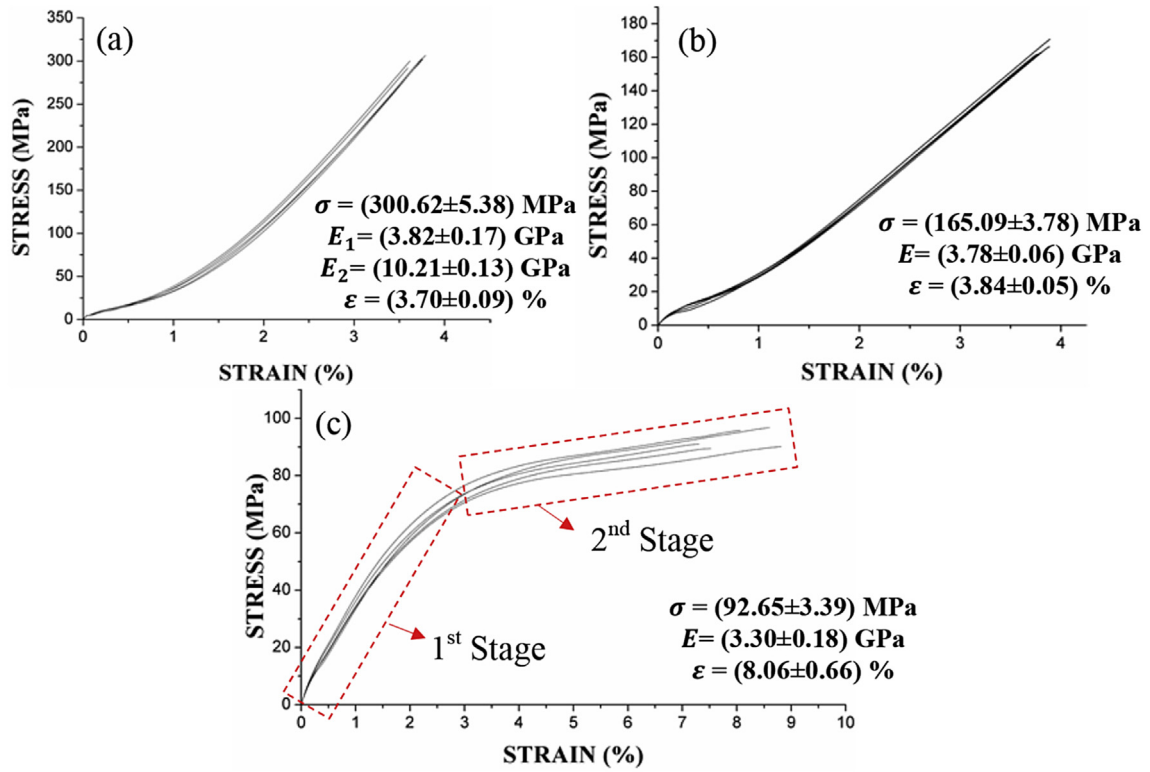 (a)
STRESS (MPa)
350
300
250
200
150
100
50
0
0 1 2 3 4
STRAIN (%)
σ = (300.62±5.38) MPa
E₁= (3.82±0.17) GPa
E₂= (10.21±0.13) GPa
ε = (3.70±0.09) %
(b)
STRESS (MPa)
180
160
140
120
100
80
60
40
20
0
0 1 2 3 4
STRAIN (%)
σ = (165.09±3.78) MPa
E= (3.78±0.06) GPa
ε = (3.84±0.05) %
(c)
STRESS (MPa)
100
80
60
40
20
0
0 1 2 3 4 5 6 7 8 9 10
STRAIN (%)
2nd Stage
1st Stage
σ = (92.65±3.39) MPa
E= (3.30±0.18) GPa
ε = (8.06±0.66) %